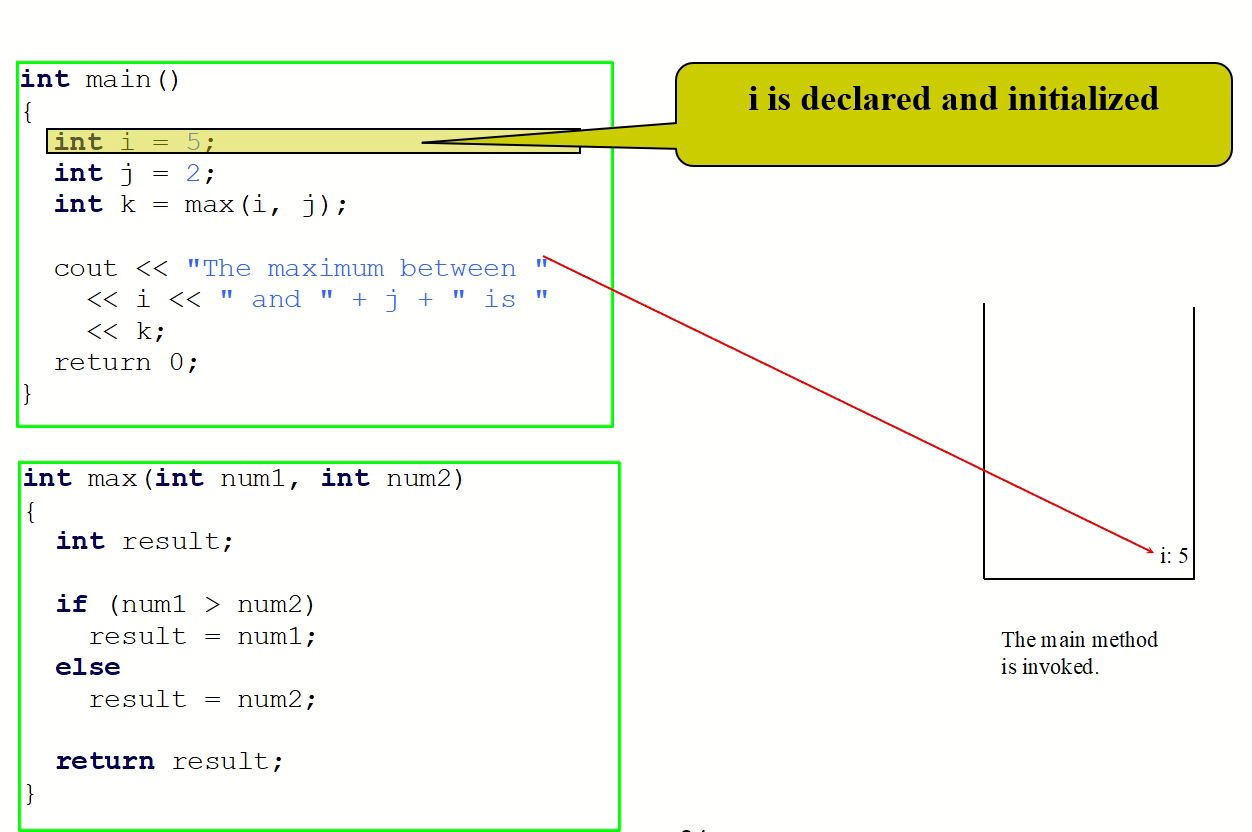 int main()
{
int i = 5;
int j = 2;
int k = max(i, j);
cout << "The maximum between "
<< i << " and " + j + " is "
<< k;
return 0;
}
i is declared and initialized
int max(int num1, int num2)
{
int result;
if (num1 > num2)
result = num1;
else
result = num2;
return result;
}
i: 5
The main method
is invoked.